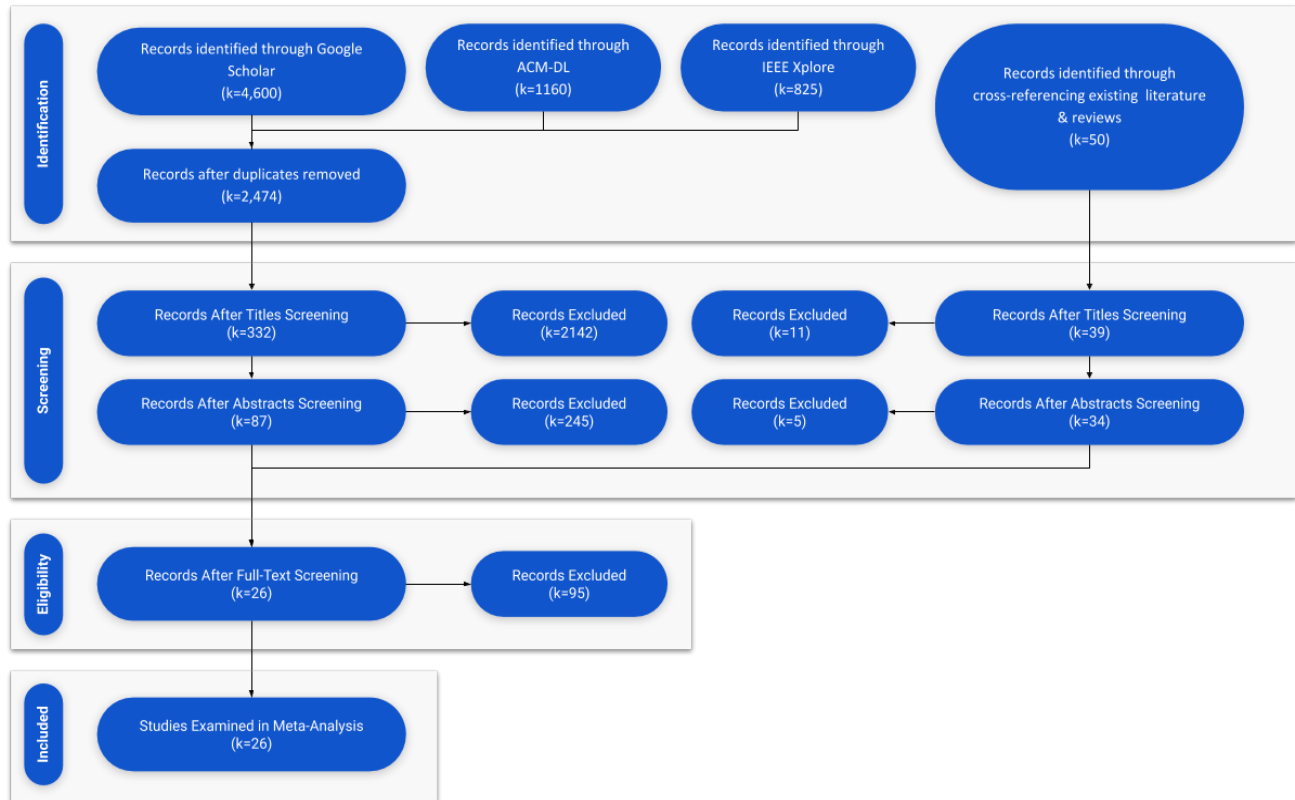 Identification
Records identified through Google
Scholar
(k=4,600)
Records identified through
ACM-DL
(k=1160)
Records identified through
IEEE Xplore
(k=825)
Records identified through
cross-referencing existing literature
& reviews
(k=50)
Records after duplicates removed
(k=2,474)
Screening
Records After Titles Screening
(k=332)
Records Excluded
(k=2142)
Records Excluded
(k=11)
Records After Titles Screening
(k=39)
Records After Abstracts Screening
(k=87)
Records Excluded
(k=245)
Records Excluded
(k=5)
Records After Abstracts Screening
(k=34)
Eligibility
Records After Full-Text Screening
(k=26)
Records Excluded
(k=95)
Included
Studies Examined in Meta-Analysis
(k=26)